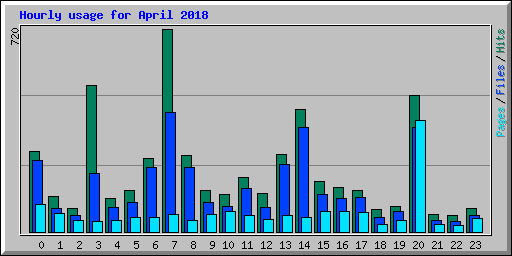 Hourly usage for April 2018
720
Pages / Files / Hits
0 1 2 3 4 5 6 7 8 9 10 11 12 13 14 15 16 17 18 19 20 21 22 23